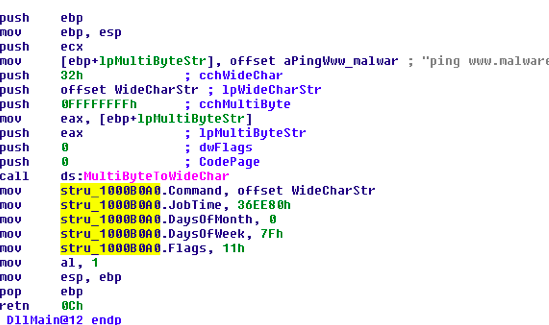 push ebp
mov ebp, esp
push ecx
mov [ebp+lpMultiByteStr], offset aPingWww_malwar ; "ping www.malware
push 32h ; cchWideChar
push offset WideCharStr ; lpWideCharStr
push 0FFFFFFFFh ; cchMultiByte
mov eax, [ebp+lpMultiByteStr]
push eax ; lpMultiByteStr
push 0 ; dwFlags
push 0 ; CodePage
call ds:MultiByteToWideChar
mov stru_1000B0A0.Command, offset WideCharStr
mov stru_1000B0A0.JobTime, 36EE80h
mov stru_1000B0A0.DaysOfMonth, 0
mov stru_1000B0A0.DaysOfWeek, 7Fh
mov stru_1000B0A0.Flags, 11h
mov al, 1
mov esp, ebp
pop ebp
retn 0Ch
DllMain@12 endp